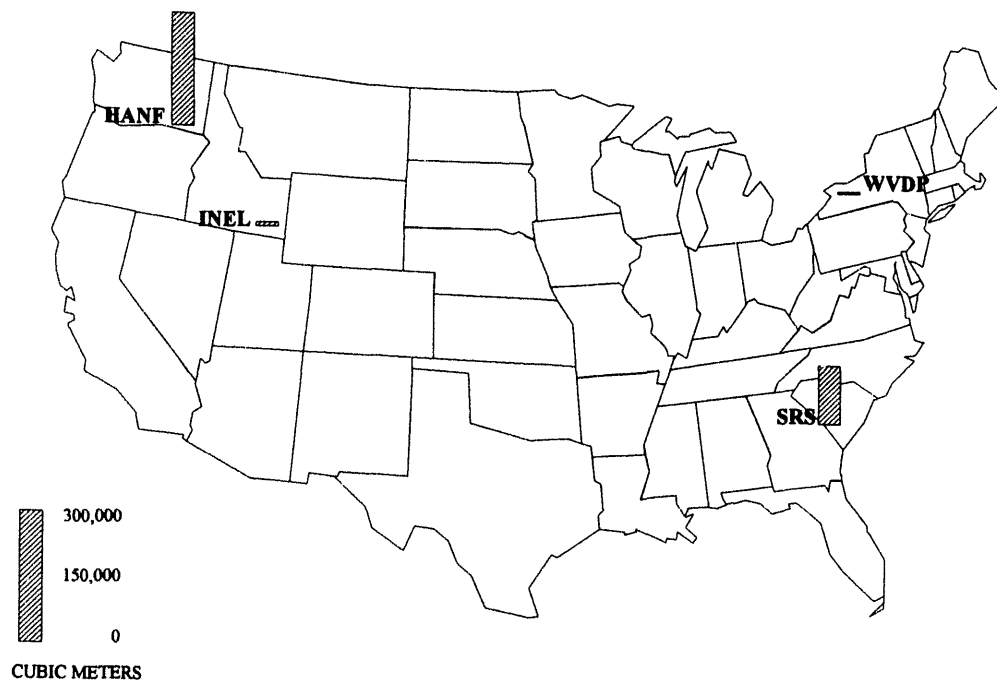 HANF
WVDP
INEL
SRS
300,000
150,000
0
CUBIC METERS